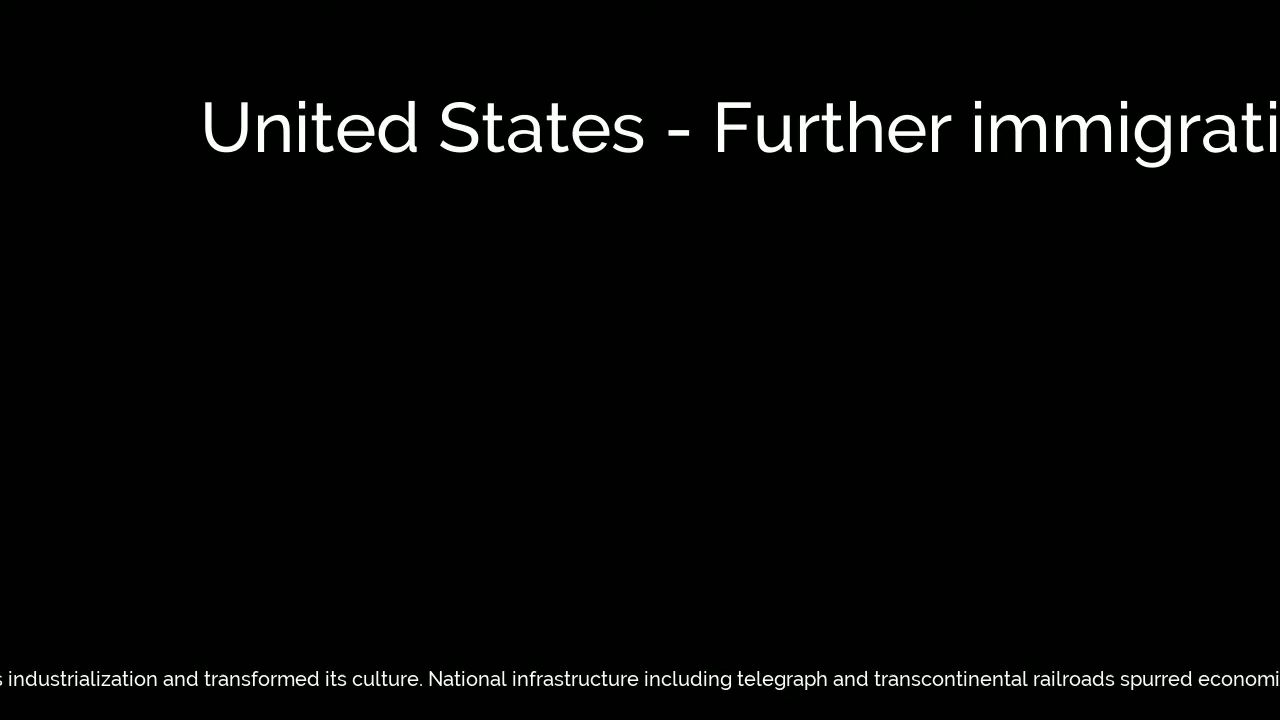 United States - Further immigrati
s industrialization and transformed its culture. National infrastructure including telegraph and transcontinental railroads spurred economi